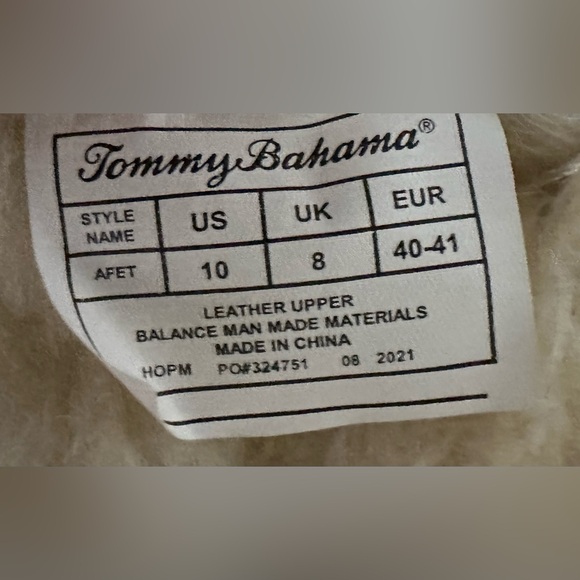 Tommy Bahama®
STYLE NAME US UK EUR
AFET 10 8 40-41
LEATHER UPPER
BALANCE MAN MADE MATERIALS
MADE IN CHINA
HOPM PO#324751 08 2021